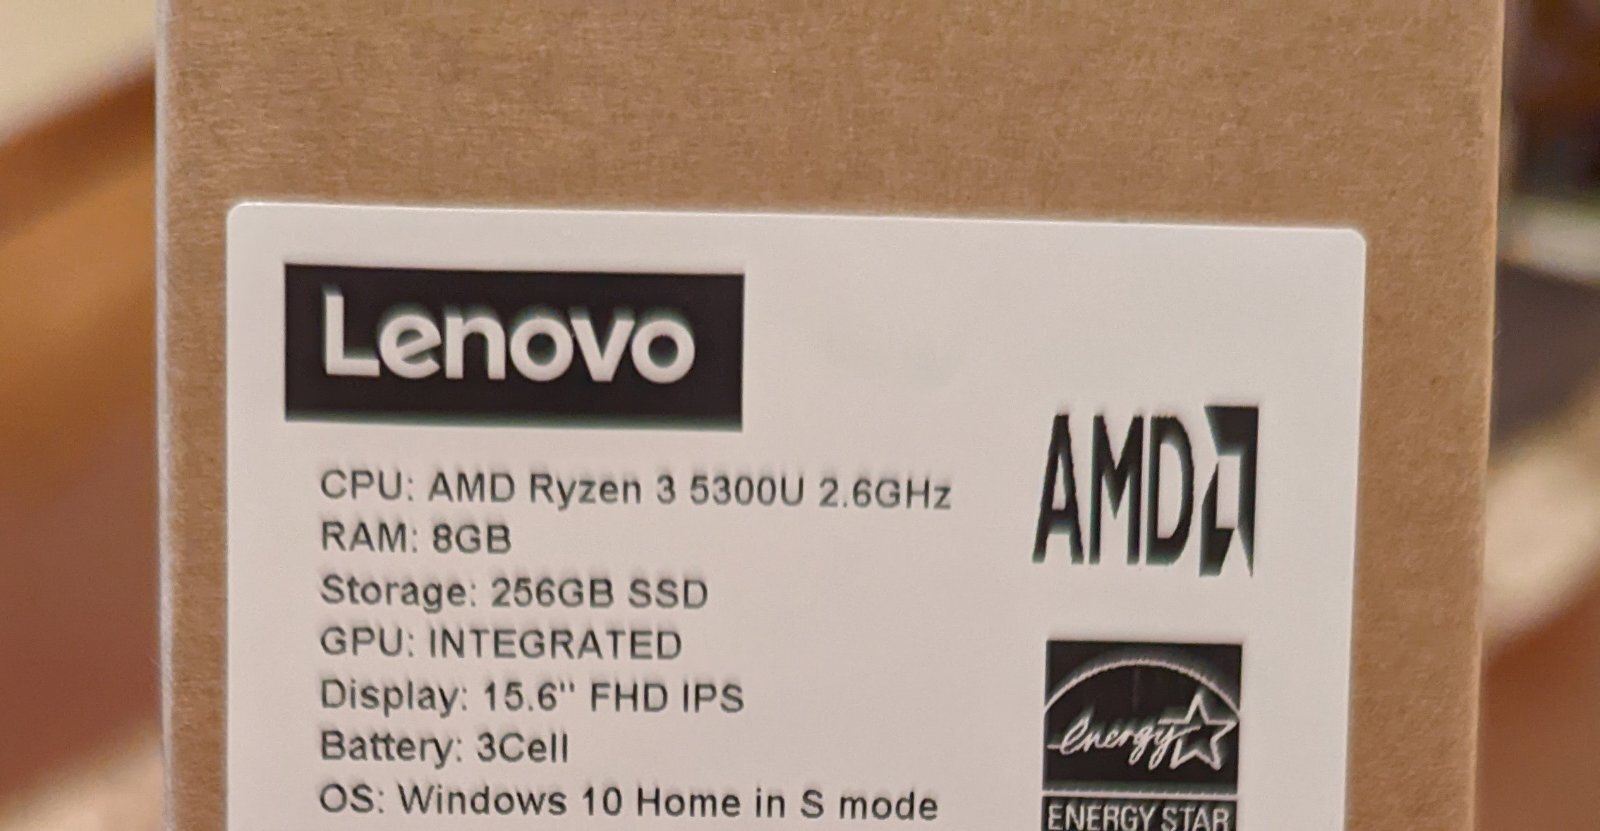 Lenovo
CPU: AMD Ryzen 3 5300U 2.6GHz
RAM: 8GB
Storage: 256GB SSD
GPU: INTEGRATED
Display: 15.6" FHD IPS
Battery: 3Cell
OS: Windows 10 Home in S mode
AMD
energy
ENERGY STAR